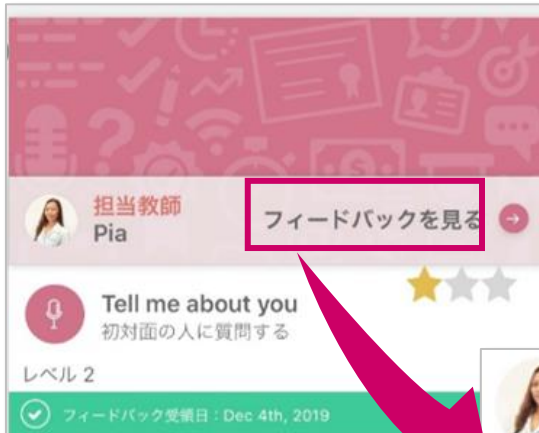 担当教師
Pia
フィードバックを見る
Tell me about you
初対面の人に質問する
レベル 2
フィードバック受領日：Dec 4th, 2019